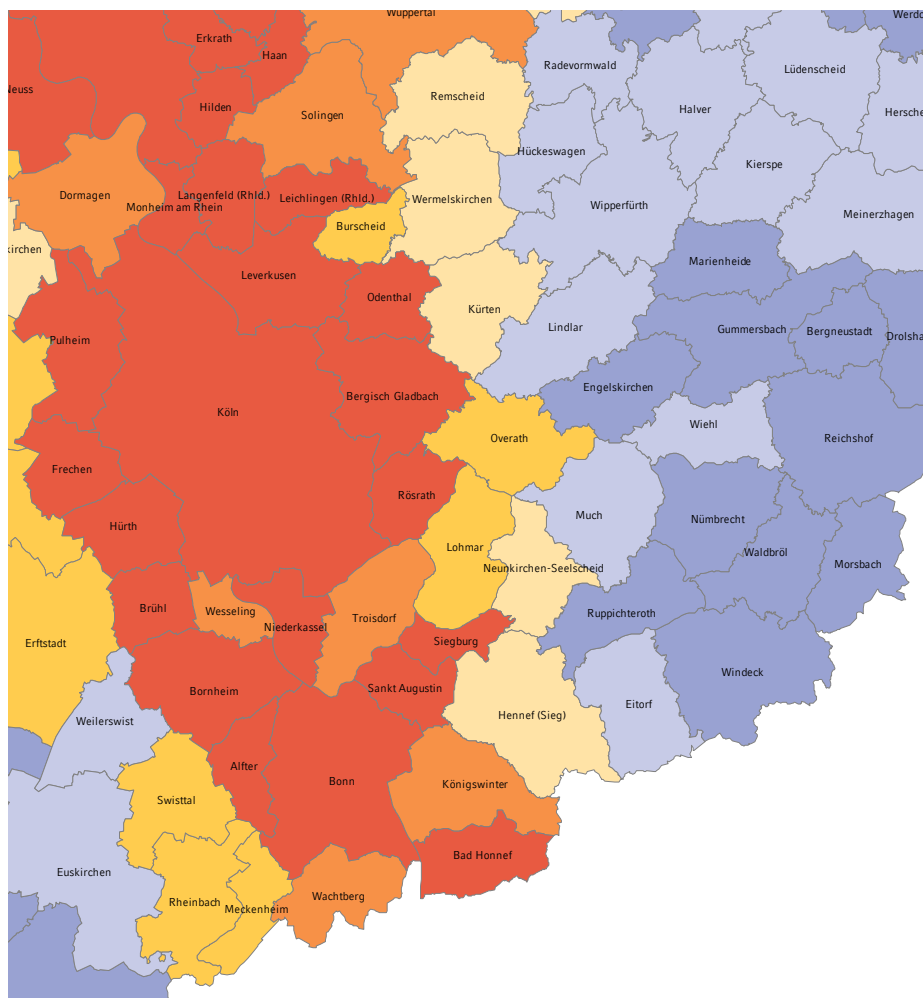 Wuppertal
Werdo
Erkrath
Haan
Radevormwald
Lüdenscheid
Neuss
Remscheid
Hilden
Halver
Solingen
Hersche
Hückeswagen
Kierspe
Dormagen
Langenfeld (Rhld.)
Leichlingen (Rhld.)
Wermelskirchen
Monheim am Rhein
Wipperfürth
Meinerzhagen
Burscheid
kirchen
Marienheide
Leverkusen
Odenthal
Kürten
Lindlar
Gummersbach
Bergneustadt
Drolsha
Pulheim
Engelskirchen
Bergisch Gladbach
Köln
Wiehl
Overath
Reichshof
Frechen
Rösrath
Much
Nümbrecht
Hürth
Lohmar
Waldbröl
Neunkirchen-Seelscheid
Morsbach
Brühl
Wesseling
Ruppichteroth
Troisdorf
Niederkassel
Erftstadt
Siegburg
Windeck
Sankt Augustin
Bornheim
Eitorf
Hennef (Sieg)
Weilerswist
Alfter
Bonn
Königswinter
Swisttal
Bad Honnef
Euskirchen
Wachtberg
Rheinbach
Meckenheim